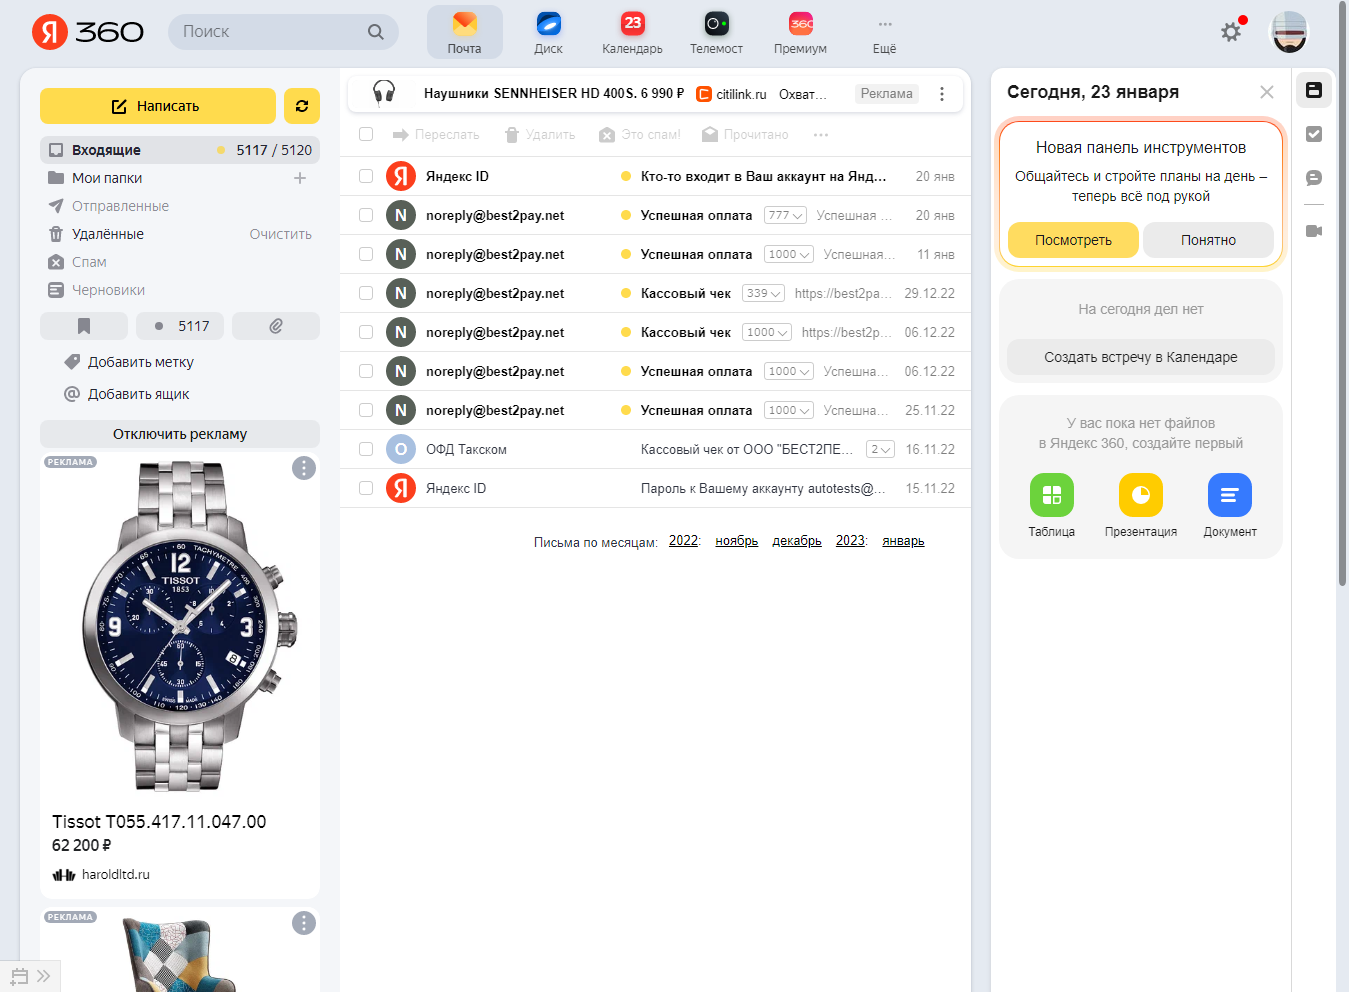 Я 360
Поиск
Почта
Диск
23
Календарь
Телемост
360
Премиум
Ещё
Написать
Входящие 5117 / 5120
Мои папки
Отправленные
Удалённые Очистить
Спам
Черновики
5117
Добавить метку
Добавить ящик
Отключить рекламу
РЕКЛАМА
TACHYMETRE
TISSOT
1853
Tissot T055.417.11.047.00
62 200 ₽
haroldltd.ru
РЕКЛАМА
Наушники SENNHEISER HD 400S. 6 990 ₽ citilink.ru Охват... Реклама
Переслать Удалить Это спам! Прочитано
Я Яндекс ID Кто-то входит в Ваш аккаунт на Янд... 20 янв
N noreply@best2pay.net Успешная оплата 777 Успешная ... 20 янв
N noreply@best2pay.net Успешная оплата 1000 Успешная... 11 янв
N noreply@best2pay.net Кассовый чек 339 https://best2pa... 29.12.22
N noreply@best2pay.net Кассовый чек 1000 https://best2p... 06.12.22
N noreply@best2pay.net Успешная оплата 1000 Успешна... 06.12.22
N noreply@best2pay.net Успешная оплата 1000 Успешна... 25.11.22
О ОФД Такском Кассовый чек от ООО "БЕСТ2ПЕ... 2 16.11.22
Я Яндекс ID Пароль к Вашему аккаунту autotests@... 15.11.22
Письма по месяцам: 2022: ноябрь декабрь 2023: январь
Сегодня, 23 января
Новая панель инструментов
Общайтесь и стройте планы на день –
теперь всё под рукой
Посмотреть
Понятно
На сегодня дел нет
Создать встречу в Календаре
У вас пока нет файлов
в Яндекс 360, создайте первый
Таблица
Презентация
Документ